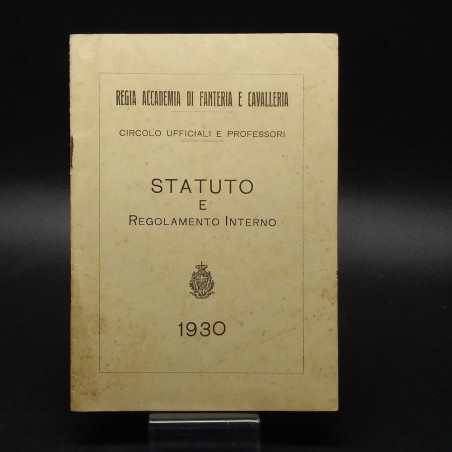 REGIA ACCADEMIA DI FANTERIA E CAVALLERIA
CIRCOLO UFFICIALI E PROFESSORI
STATUTO
E
REGOLAMENTO INTERNO
1930